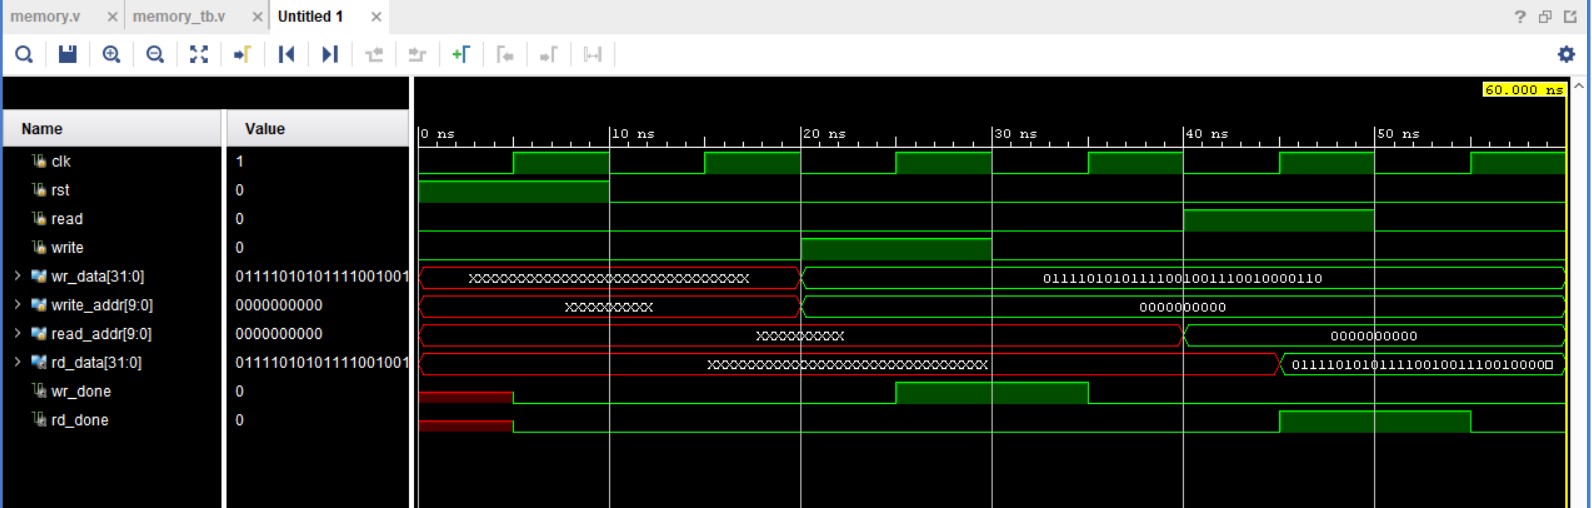 memory.v × memory_tb.v × Untitled 1 ×
60.000 ns
Name Value
0 ns 10 ns 20 ns 30 ns 40 ns 50 ns
clk 1
rst 0
read 0
write 0
wr_data[31:0] 01111010101111001001 XXXXXXXXXXXXXXXXXXXXXXXXXXXXXXXX 01111010101111001001110010000110
write_addr[9:0] 0000000000 XXXXXXXXXX 0000000000
read_addr[9:0] 0000000000 XXXXXXXXXX 0000000000
rd_data[31:0] 01111010101111001001 XXXXXXXXXXXXXXXXXXXXXXXXXXXXXXXX 01111010101111001001110010000
wr_done 0
rd_done 0